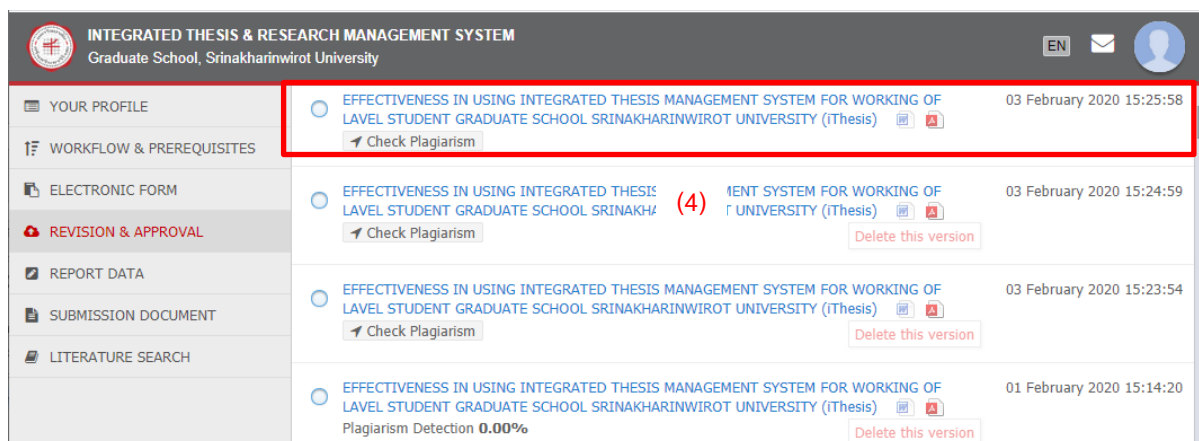 INTEGRATED THESIS & RESEARCH MANAGEMENT SYSTEM
Graduate School, Srinakharinwirot University
EN
YOUR PROFILE
WORKFLOW & PREREQUISITES
ELECTRONIC FORM
REVISION & APPROVAL
REPORT DATA
SUBMISSION DOCUMENT
LITERATURE SEARCH
EFFECTIVENESS IN USING INTEGRATED THESIS MANAGEMENT SYSTEM FOR WORKING OF 03 February 2020 15:25:58
LAVEL STUDENT GRADUATE SCHOOL SRINAKHARINWIROT UNIVERSITY (iThesis)
Check Plagiarism
EFFECTIVENESS IN USING INTEGRATED THESIS MENT SYSTEM FOR WORKING OF 03 February 2020 15:24:59
LAVEL STUDENT GRADUATE SCHOOL SRINAKHA (4) T UNIVERSITY (iThesis)
Check Plagiarism Delete this version
EFFECTIVENESS IN USING INTEGRATED THESIS MANAGEMENT SYSTEM FOR WORKING OF 03 February 2020 15:23:54
LAVEL STUDENT GRADUATE SCHOOL SRINAKHARINWIROT UNIVERSITY (iThesis)
Check Plagiarism Delete this version
EFFECTIVENESS IN USING INTEGRATED THESIS MANAGEMENT SYSTEM FOR WORKING OF 01 February 2020 15:14:20
LAVEL STUDENT GRADUATE SCHOOL SRINAKHARINWIROT UNIVERSITY (iThesis)
Plagiarism Detection 0.00% Delete this version